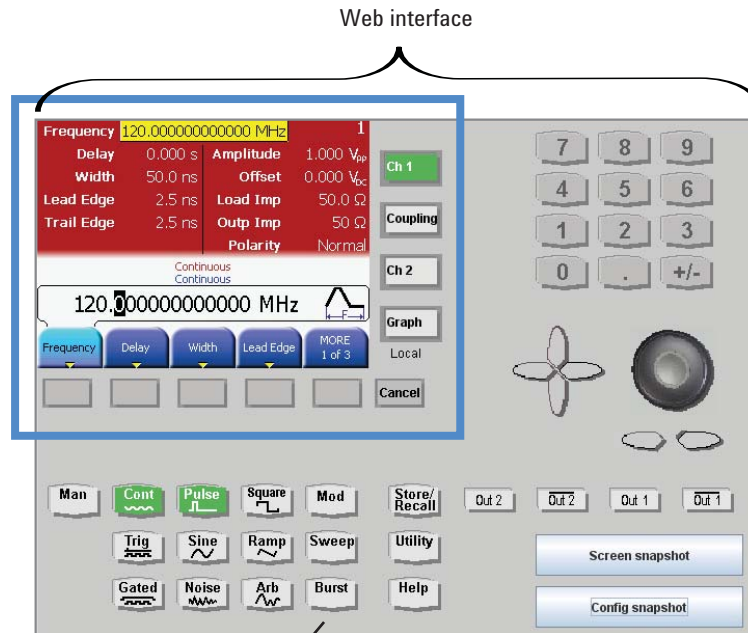 Web interface
Frequency 120.000000000000 MHz 1
Delay 0.000 s Amplitude 1.000 Vpp
Width 50.0 ns Offset 0.000 VDC
Lead Edge 2.5 ns Load Imp 50.0 Ω
Trail Edge 2.5 ns Outp Imp 50 Ω
Polarity Normal
Continuous
Continuous
120.000000000000 MHz
F
Frequency Delay Width Lead Edge MORE 1 of 3
Ch 1
Coupling
Ch 2
Graph
Local
Cancel
7 8 9
4 5 6
1 2 3
0 . +/-
Man Cont Pulse Square Mod Store/Recall
Out 2 Out 2 Out 1 Out 1
Trig Sine Ramp Sweep Utility
Screen snapshot
Gated Noise Arb Burst Help
Config snapshot